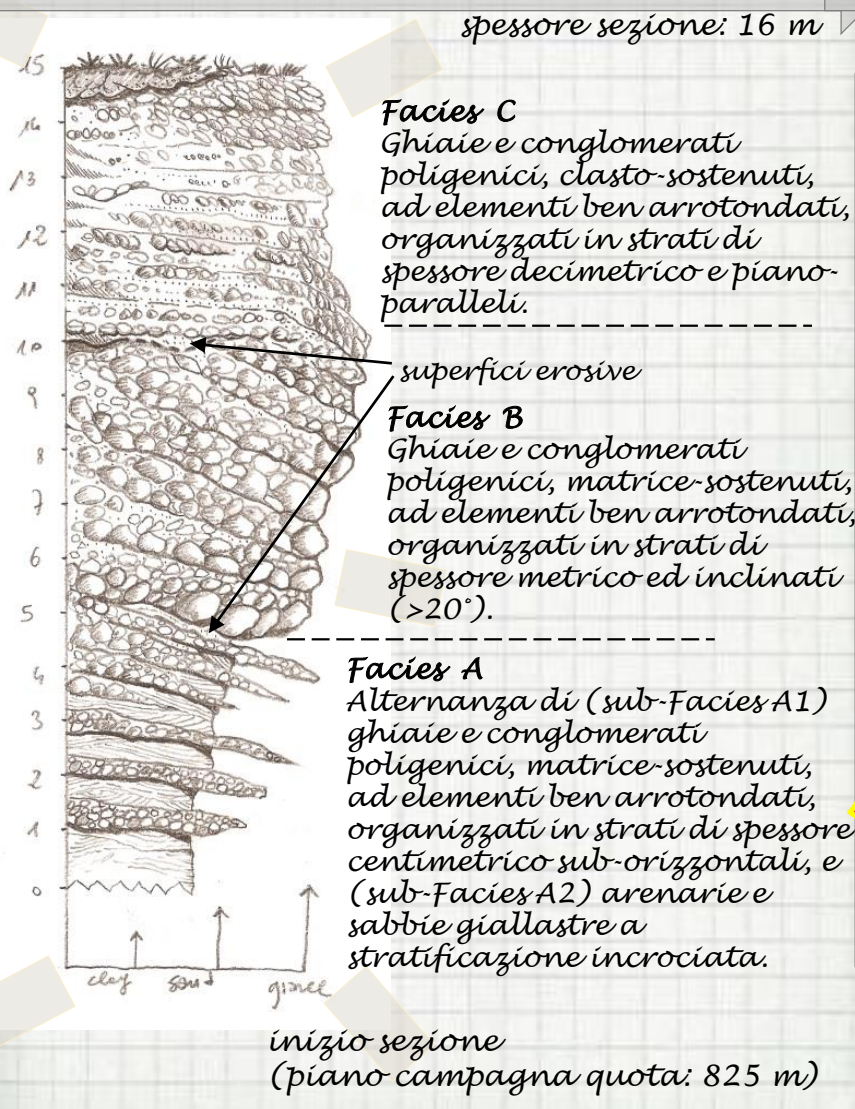 spessore sezione: 16 m
15
14
13
12
11
10
9
8
7
6
5
4
3
2
1
0
clay sand
Facies C
Ghiaie e conglomerati
poligenici, clasto-sostenuti,
ad elementi ben arrotondati,
organizzati in strati di
spessore decimetrico e piano-
paralleli.
superfici erosive
Facies B
Ghiaie e conglomerati
poligenici, matrice-sostenuti,
ad elementi ben arrotondati,
organizzati in strati di
spessore metrico ed inclinati
(>20°).
Facies A
Alternanza di (sub-Facies A1)
ghiaie e conglomerati
poligenici, matrice-sostenuti,
ad elementi ben arrotondati,
organizzati in strati di spessore
centimetrico sub-orizzontali, e
(sub-Facies A2) arenarie e
sabbie giallastre a
stratificazione incrociata.
inizio sezione
(piano campagna quota: 825 m)